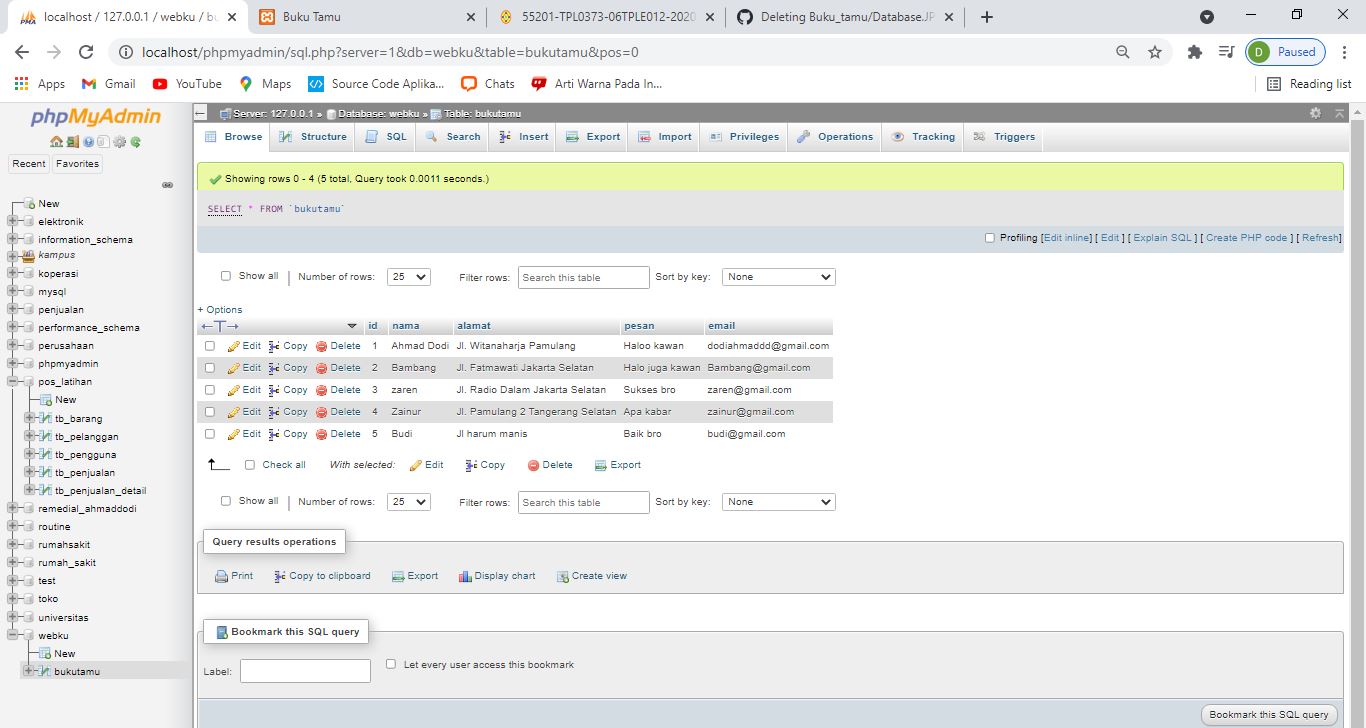 localhost / 127.0.0.1 / webku / bu
Buku Tamu
55201-TPL0373-06TPLE012-2020
Deleting Buku_tamu/Database.JP
localhost/phpmyadmin/sql.php?server=1&db=webku&table=bukutamu&pos=0
D Paused
Apps
Gmail
YouTube
Maps
Source Code Aplika...
Chats
Arti Warna Pada In...
Reading list
phpMyAdmin
Recent
Favorites
New
elektronik
information_schema
kampus
koperasi
mysql
penjualan
performance_schema
perusahaan
phpmyadmin
pos_latihan
New
tb_barang
tb_pelanggan
tb_pengguna
tb_penjualan
tb_penjualan_detail
remedial_ahmaddodi
routine
rumahsakit
rumah_sakit
test
toko
universitas
webku
New
bukutamu
Server: 127.0.0.1 » Database: webku » Table: bukutamu
Browse Structure SQL Search Insert Export Import Privileges Operations Tracking Triggers
Showing rows 0 - 4 (5 total, Query took 0.0011 seconds.)
SELECT * FROM `bukutamu`
Profiling [Edit inline] [ Edit ] [ Explain SQL ] [ Create PHP code ] [ Refresh]
Show all | Number of rows: 25 Filter rows: Search this table Sort by key: None
+ Options
←T→ id nama alamat pesan email
Edit Copy Delete 1 Ahmad Dodi Jl. Witanaharja Pamulang Haloo kawan dodiahmaddd@gmail.com
Edit Copy Delete 2 Bambang Jl. Fatmawati Jakarta Selatan Halo juga kawan Bambang@gmail.com
Edit Copy Delete 3 zaren Jl. Radio Dalam Jakarta Selatan Sukses bro zaren@gmail.com
Edit Copy Delete 4 Zainur Jl. Pamulang 2 Tangerang Selatan Apa kabar zainur@gmail.com
Edit Copy Delete 5 Budi Jl harum manis Baik bro budi@gmail.com
Check all With selected: Edit Copy Delete Export
Show all | Number of rows: 25 Filter rows: Search this table Sort by key: None
Query results operations
Print Copy to clipboard Export Display chart Create view
Bookmark this SQL query
Label: Let every user access this bookmark
Bookmark this SQL query